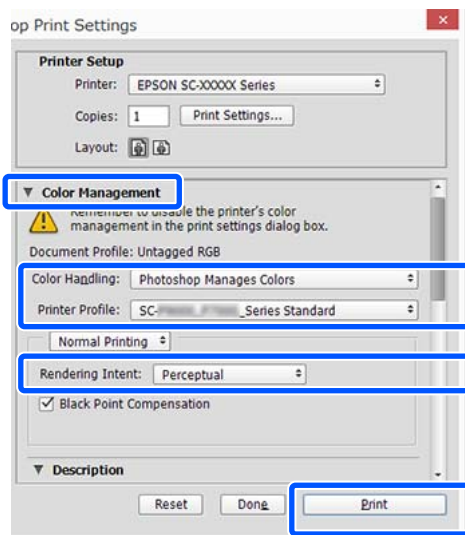 op Print Settings
Printer Setup
Printer: EPSON SC-XXXXX Series
Copies: 1 Print Settings...
Layout:
Color Management
Remember to disable the printer's color
management in the print settings dialog box.
Document Profile: Untagged RGB
Color Handling: Photoshop Manages Colors
Printer Profile: SC- _Series Standard
Normal Printing
Rendering Intent: Perceptual
Black Point Compensation
Description
Reset Done Print